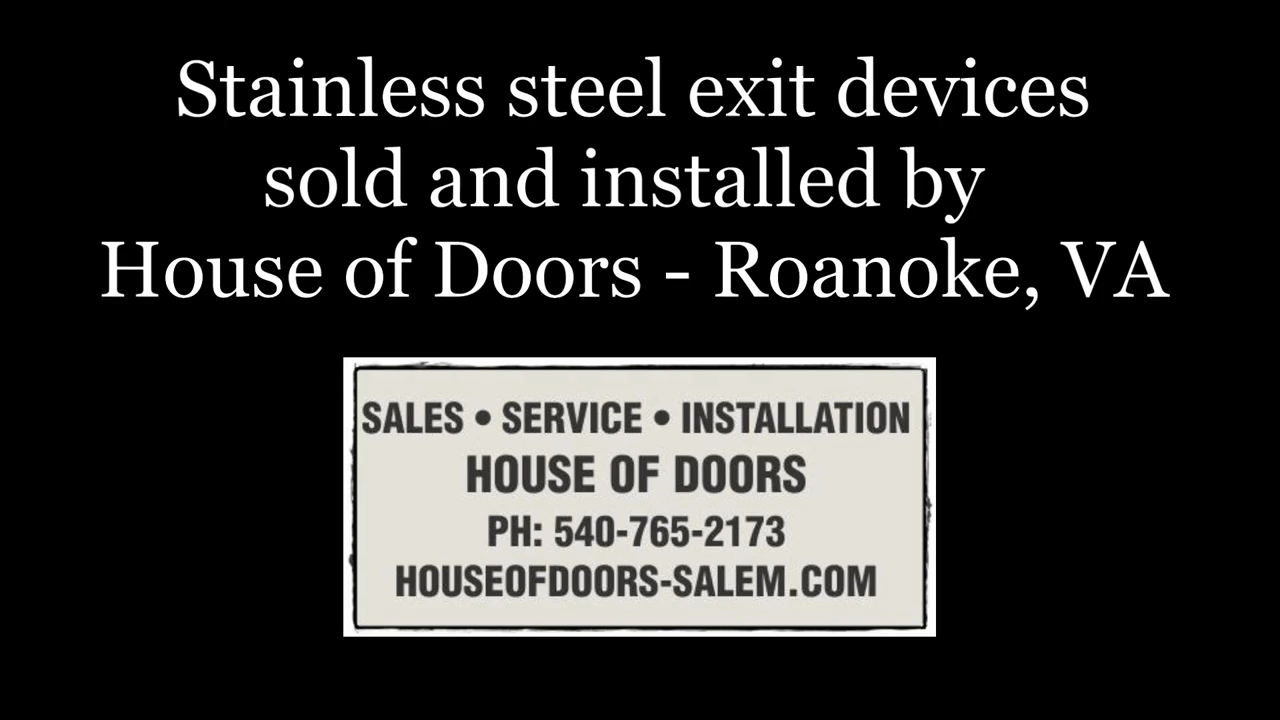 Stainless steel exit devices
sold and installed by
House of Doors - Roanoke, VA
SALES • SERVICE • INSTALLATION
HOUSE OF DOORS
PH: 540-765-2173
HOUSEOFDOORS-SALEM.COM